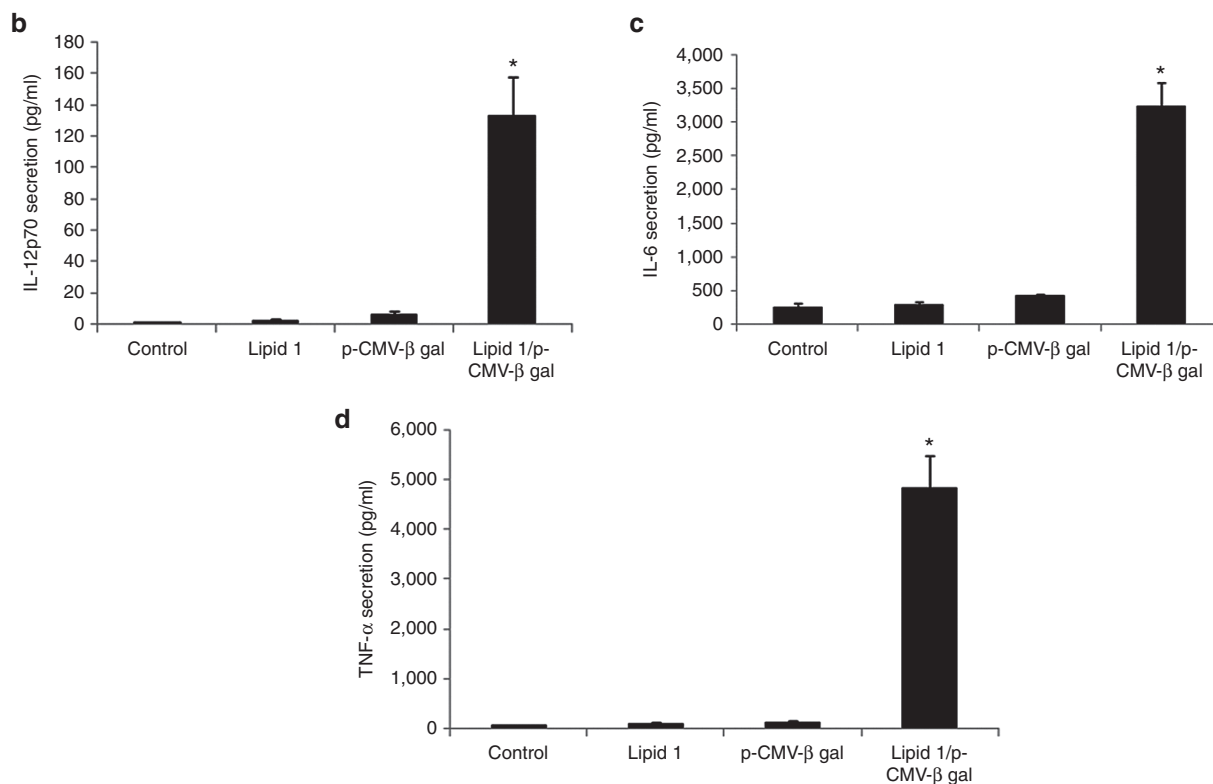 b
IL-12p70 secretion (pg/ml)
180
160
140
120
100
80
60
40
20
0
*
Control
Lipid 1
p-CMV-β gal
Lipid 1/p-
CMV-β gal
c
IL-6 secretion (pg/ml)
4,000
3,500
3,000
2,500
2,000
1,500
1,000
500
0
*
Control
Lipid 1
p-CMV-β gal
Lipid 1/p-
CMV-β gal
d
TNF-α secretion (pg/ml)
6,000
5,000
4,000
3,000
2,000
1,000
0
*
Control
Lipid 1
p-CMV-β gal
Lipid 1/p-
CMV-β gal